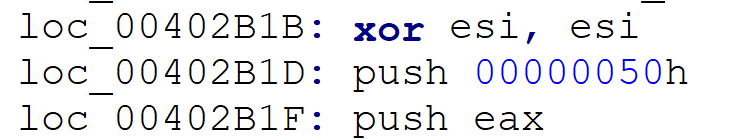 loc_00402B1B: xor esi, esi
loc_00402B1D: push 00000050h
loc_00402B1F: push eax